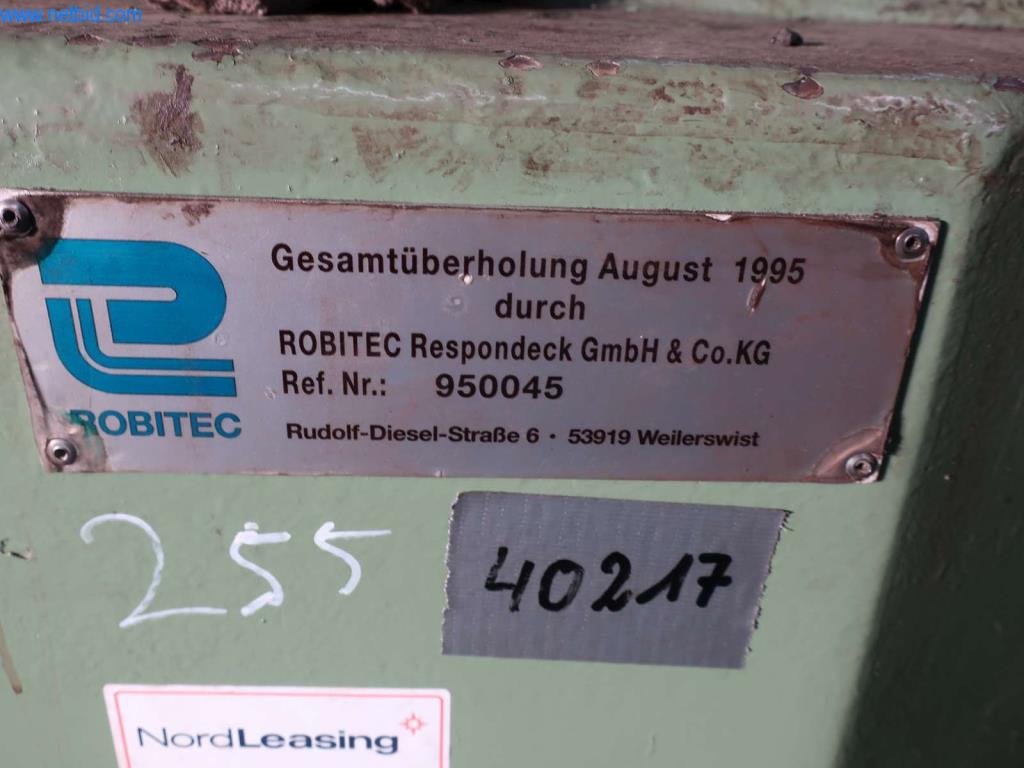 www.netbid.com
Gesamtüberholung August 1995
durch
ROBITEC Respondeck GmbH & Co.KG
Ref. Nr.: 950045
ROBITEC
Rudolf-Diesel-Straße 6 · 53919 Weilerswist
255
40217
NordLeasing